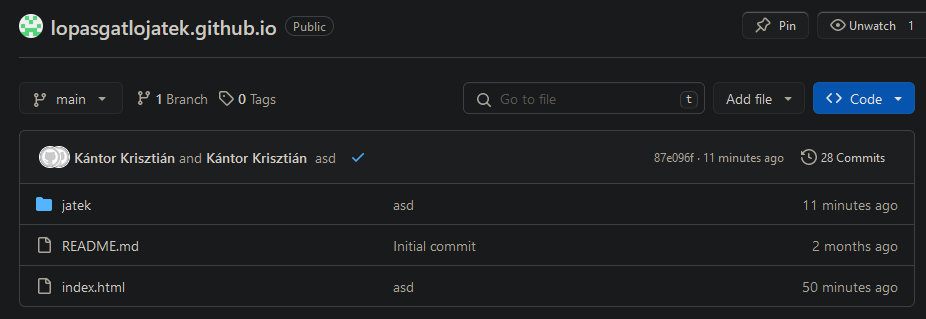 lopasgatlojatek.github.io Public Pin Unwatch 1
main 1 Branch 0 Tags Go to file t Add file Code
Kántor Krisztián and Kántor Krisztián asd 87e096f · 11 minutes ago 28 Commits
jatek asd 11 minutes ago
README.md Initial commit 2 months ago
index.html asd 50 minutes ago